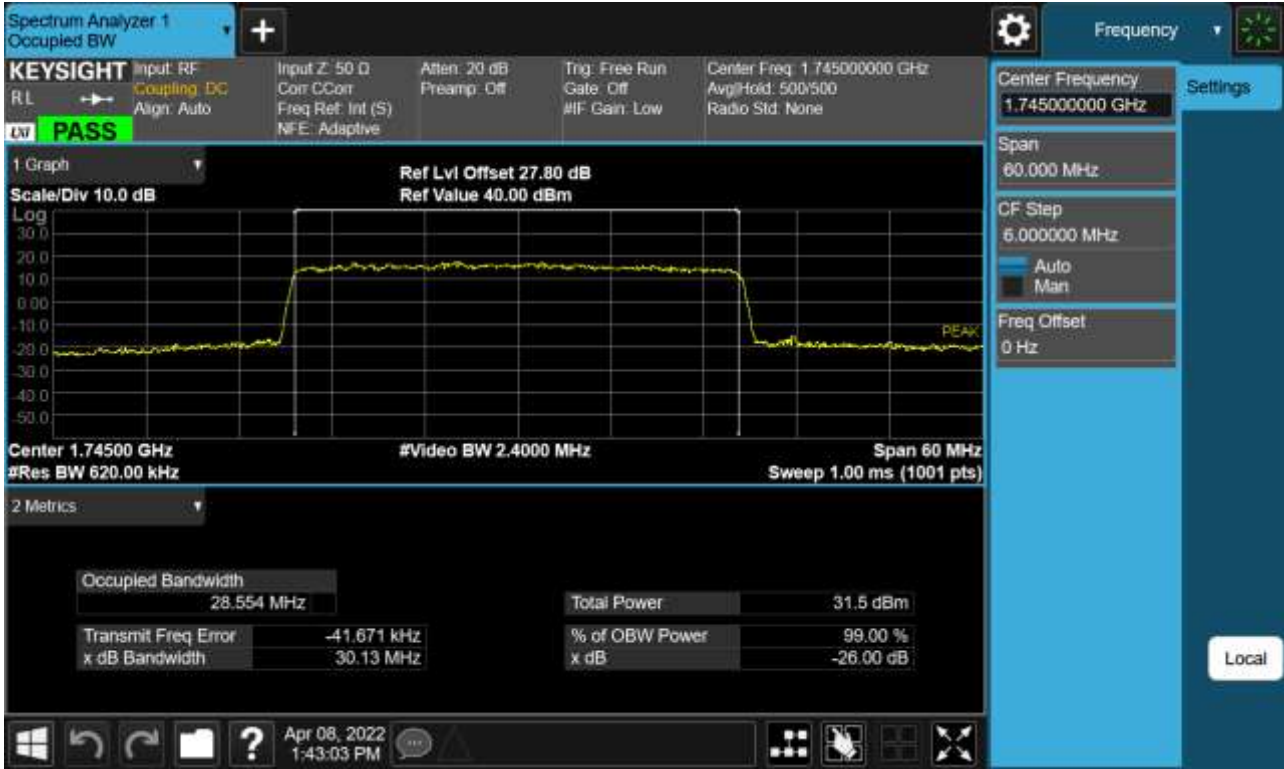 Spectrum Analyzer 1
Occupied BW
+
Frequency
KEYSIGHT
RL
LXI
PASS
Input: RF
Coupling: DC
Align: Auto
Input Z: 50 Ω
Corr CCorr
Freq Ref: Int (S)
NFE: Adaptive
Atten: 20 dB
Preamp: Off
Trig: Free Run
Gate: Off
#IF Gain: Low
Center Freq: 1.745000000 GHz
Avg|Hold: 500/500
Radio Std: None
Center Frequency
1.745000000 GHz
Settings
Span
60.000 MHz
CF Step
6.000000 MHz
Auto
Man
Freq Offset
0 Hz
Local
1 Graph
Scale/Div 10.0 dB
Ref Lvl Offset 27.80 dB
Ref Value 40.00 dBm
Log
30.0
20.0
10.0
0.00
-10.0
-20.0
-30.0
-40.0
-50.0
PEAK
Center 1.74500 GHz
#Res BW 620.00 kHz
#Video BW 2.4000 MHz
Span 60 MHz
Sweep 1.00 ms (1001 pts)
2 Metrics
Occupied Bandwidth
28.554 MHz
Total Power 31.5 dBm
Transmit Freq Error -41.671 kHz
% of OBW Power 99.00 %
x dB Bandwidth 30.13 MHz
x dB -26.00 dB
?
Apr 08, 2022
1:43:03 PM